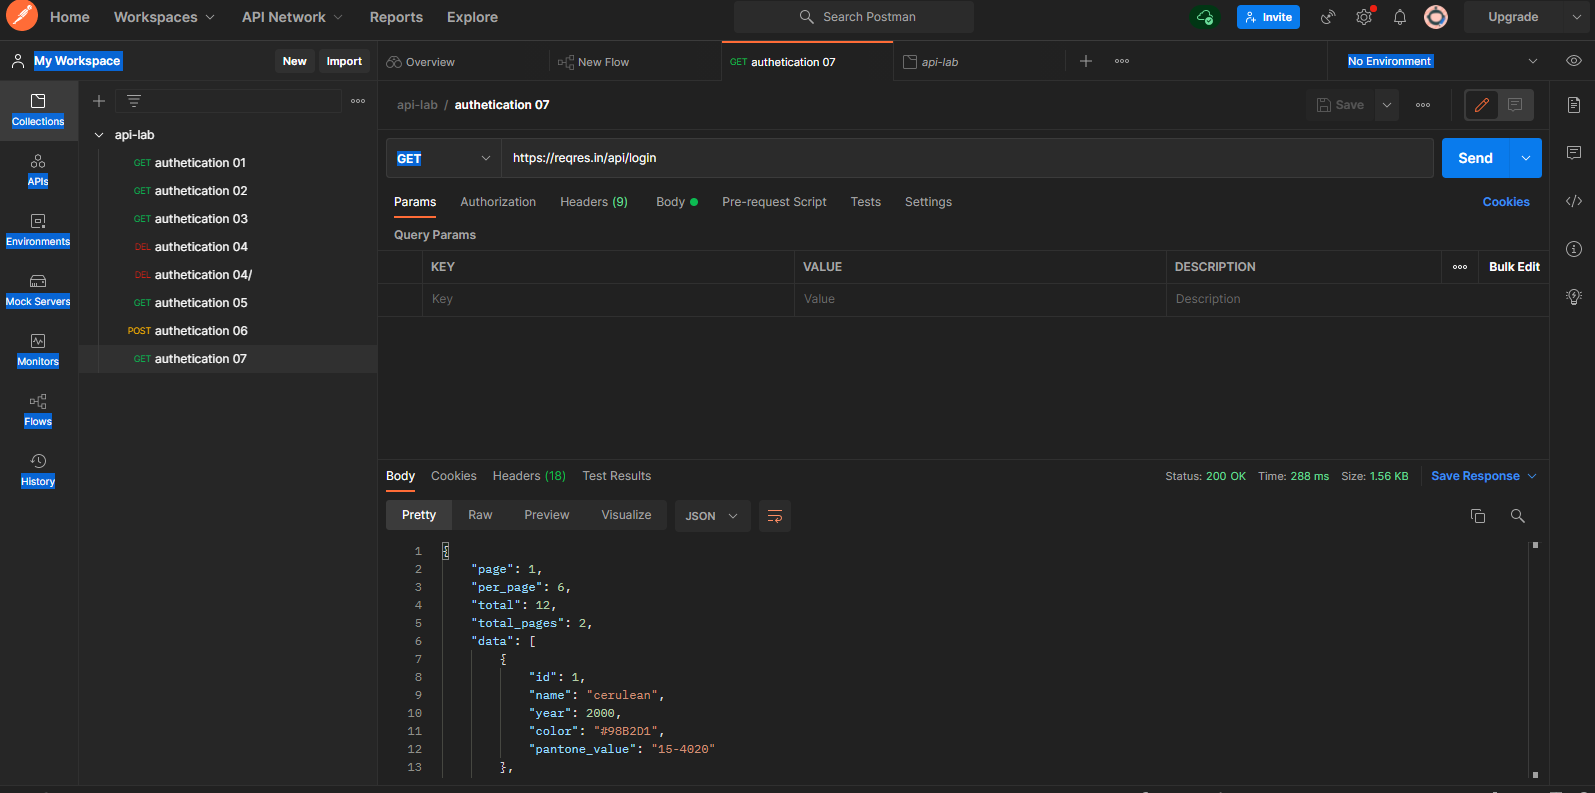 Home Workspaces API Network Reports Explore Search Postman Invite Upgrade
My Workspace New Import Overview New Flow GET authetication 07 api-lab No Environment
Collections
APIs
Environments
Mock Servers
Monitors
Flows
History
api-lab
GET authetication 01
GET authetication 02
GET authetication 03
DEL authetication 04
DEL authetication 04/
GET authetication 05
POST authetication 06
GET authetication 07
api-lab / authetication 07 Save
GET https://reqres.in/api/login Send
Params Authorization Headers (9) Body Pre-request Script Tests Settings Cookies
Query Params
KEY VALUE DESCRIPTION Bulk Edit
Key Value Description
Body Cookies Headers (18) Test Results Status: 200 OK Time: 288 ms Size: 1.56 KB Save Response
Pretty Raw Preview Visualize JSON
1 {
2 "page": 1,
3 "per_page": 6,
4 "total": 12,
5 "total_pages": 2,
6 "data": [
7 {
8 "id": 1,
9 "name": "cerulean",
10 "year": 2000,
11 "color": "#98B2D1",
12 "pantone_value": "15-4020"
13 },